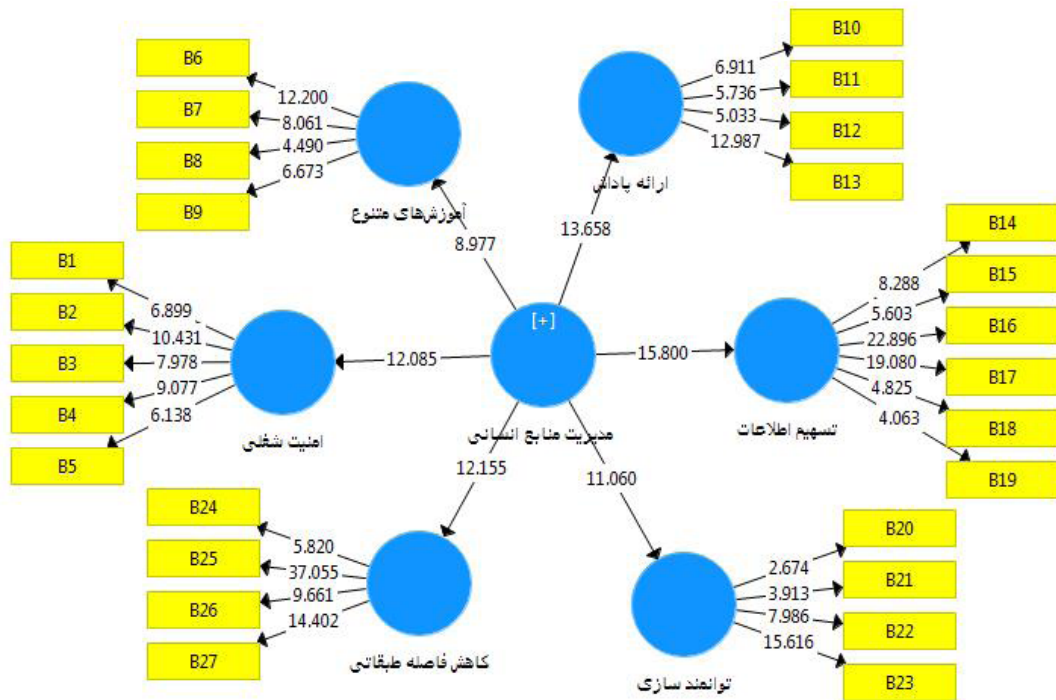 B6
B7
B8
B9
12.200
8.061
4.490
6.673
آموزش‌های متنوع
B10
B11
B12
B13
6.911
5.736
5.033
12.987
ارائه پاداش
8.977
13.658
B1
B2
B3
B4
B5
6.899
10.431
7.978
9.077
6.138
امنیت شغلی
12.085
[+]
مدیریت منابع انسانی
15.800
B14
B15
B16
B17
B18
B19
8.288
5.603
22.896
19.080
4.825
4.063
تسهیم اطلاعات
12.155
11.060
B24
B25
B26
B27
5.820
37.055
9.661
14.402
کاهش فاصله طبقاتی
B20
B21
B22
B23
2.674
3.913
7.986
15.616
توانمند سازی